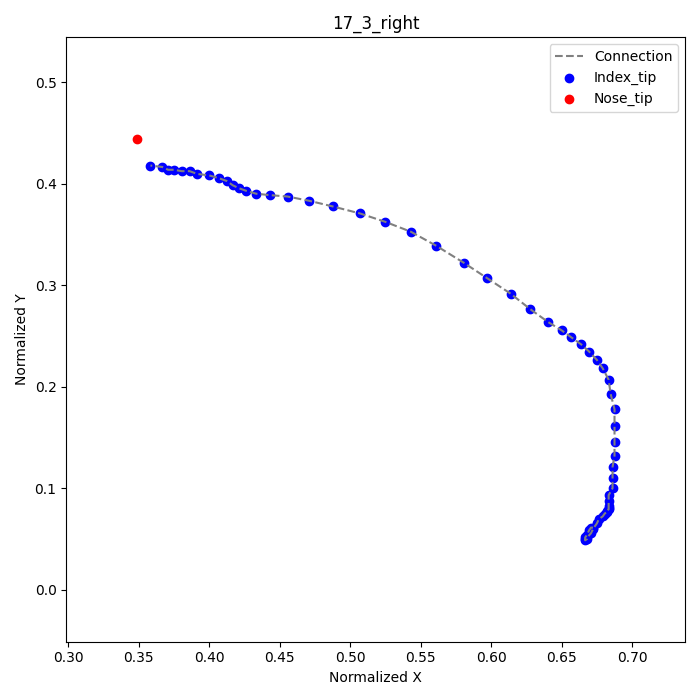 17_3_right
Connection
Index_tip
Nose_tip
0.5
0.4
0.3
0.2
0.1
0.0
Normalized Y
0.30 0.35 0.40 0.45 0.50 0.55 0.60 0.65 0.70
Normalized X